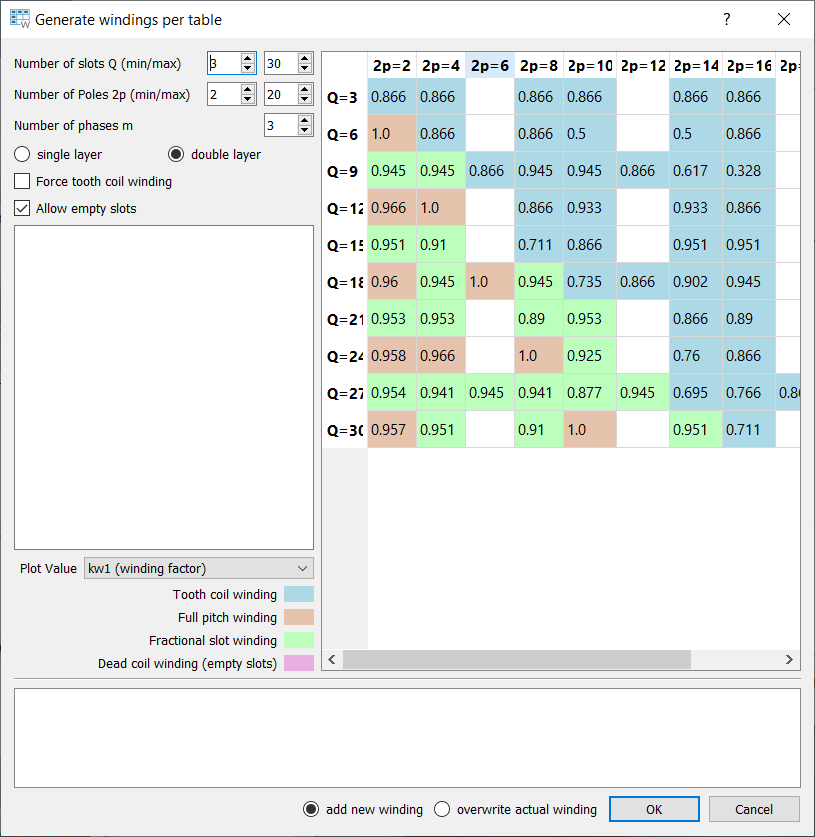 Generate windings per table
?
Number of slots Q (min/max) 3 30
Number of Poles 2p (min/max) 2 20
Number of phases m 3
single layer double layer
Force tooth coil winding
Allow empty slots
2p=2 2p=4 2p=6 2p=8 2p=10 2p=12 2p=14 2p=16 2p=
Q=3 0.866 0.866 0.866 0.866 0.866 0.866
Q=6 1.0 0.866 0.866 0.5 0.5 0.866
Q=9 0.945 0.945 0.866 0.945 0.945 0.866 0.617 0.328
Q=12 0.966 1.0 0.866 0.933 0.933 0.866
Q=15 0.951 0.91 0.711 0.866 0.951 0.951
Q=18 0.96 0.945 1.0 0.945 0.735 0.866 0.902 0.945
Q=21 0.953 0.953 0.89 0.953 0.866 0.89
Q=24 0.958 0.966 1.0 0.925 0.76 0.866
Q=27 0.954 0.941 0.945 0.941 0.877 0.945 0.695 0.766 0.86
Q=30 0.957 0.951 0.91 1.0 0.951 0.711
Plot Value kw1 (winding factor)
Tooth coil winding
Full pitch winding
Fractional slot winding
Dead coil winding (empty slots)
add new winding overwrite actual winding OK Cancel